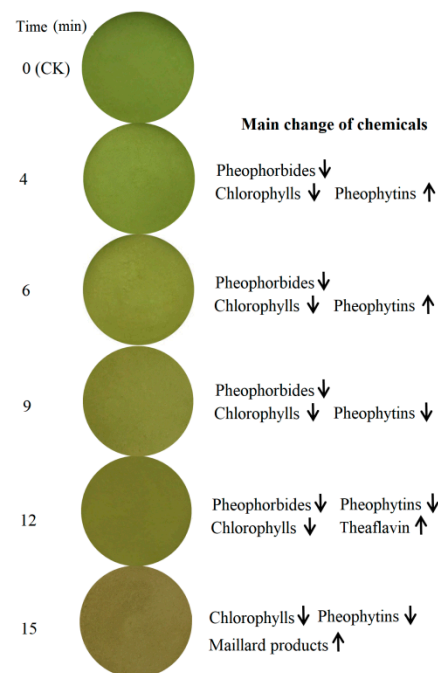 Time (min)
0 (CK)
Main change of chemicals
4
Pheophorbides ↓
Chlorophylls ↓ Pheophytins ↑
6
Pheophorbides ↓
Chlorophylls ↓ Pheophytins ↑
9
Pheophorbides ↓
Chlorophylls ↓ Pheophytins ↓
12
Pheophorbides ↓ Pheophytins ↓
Chlorophylls ↓ Theaflavin ↑
15
Chlorophylls ↓ Pheophytins ↓
Maillard products ↑